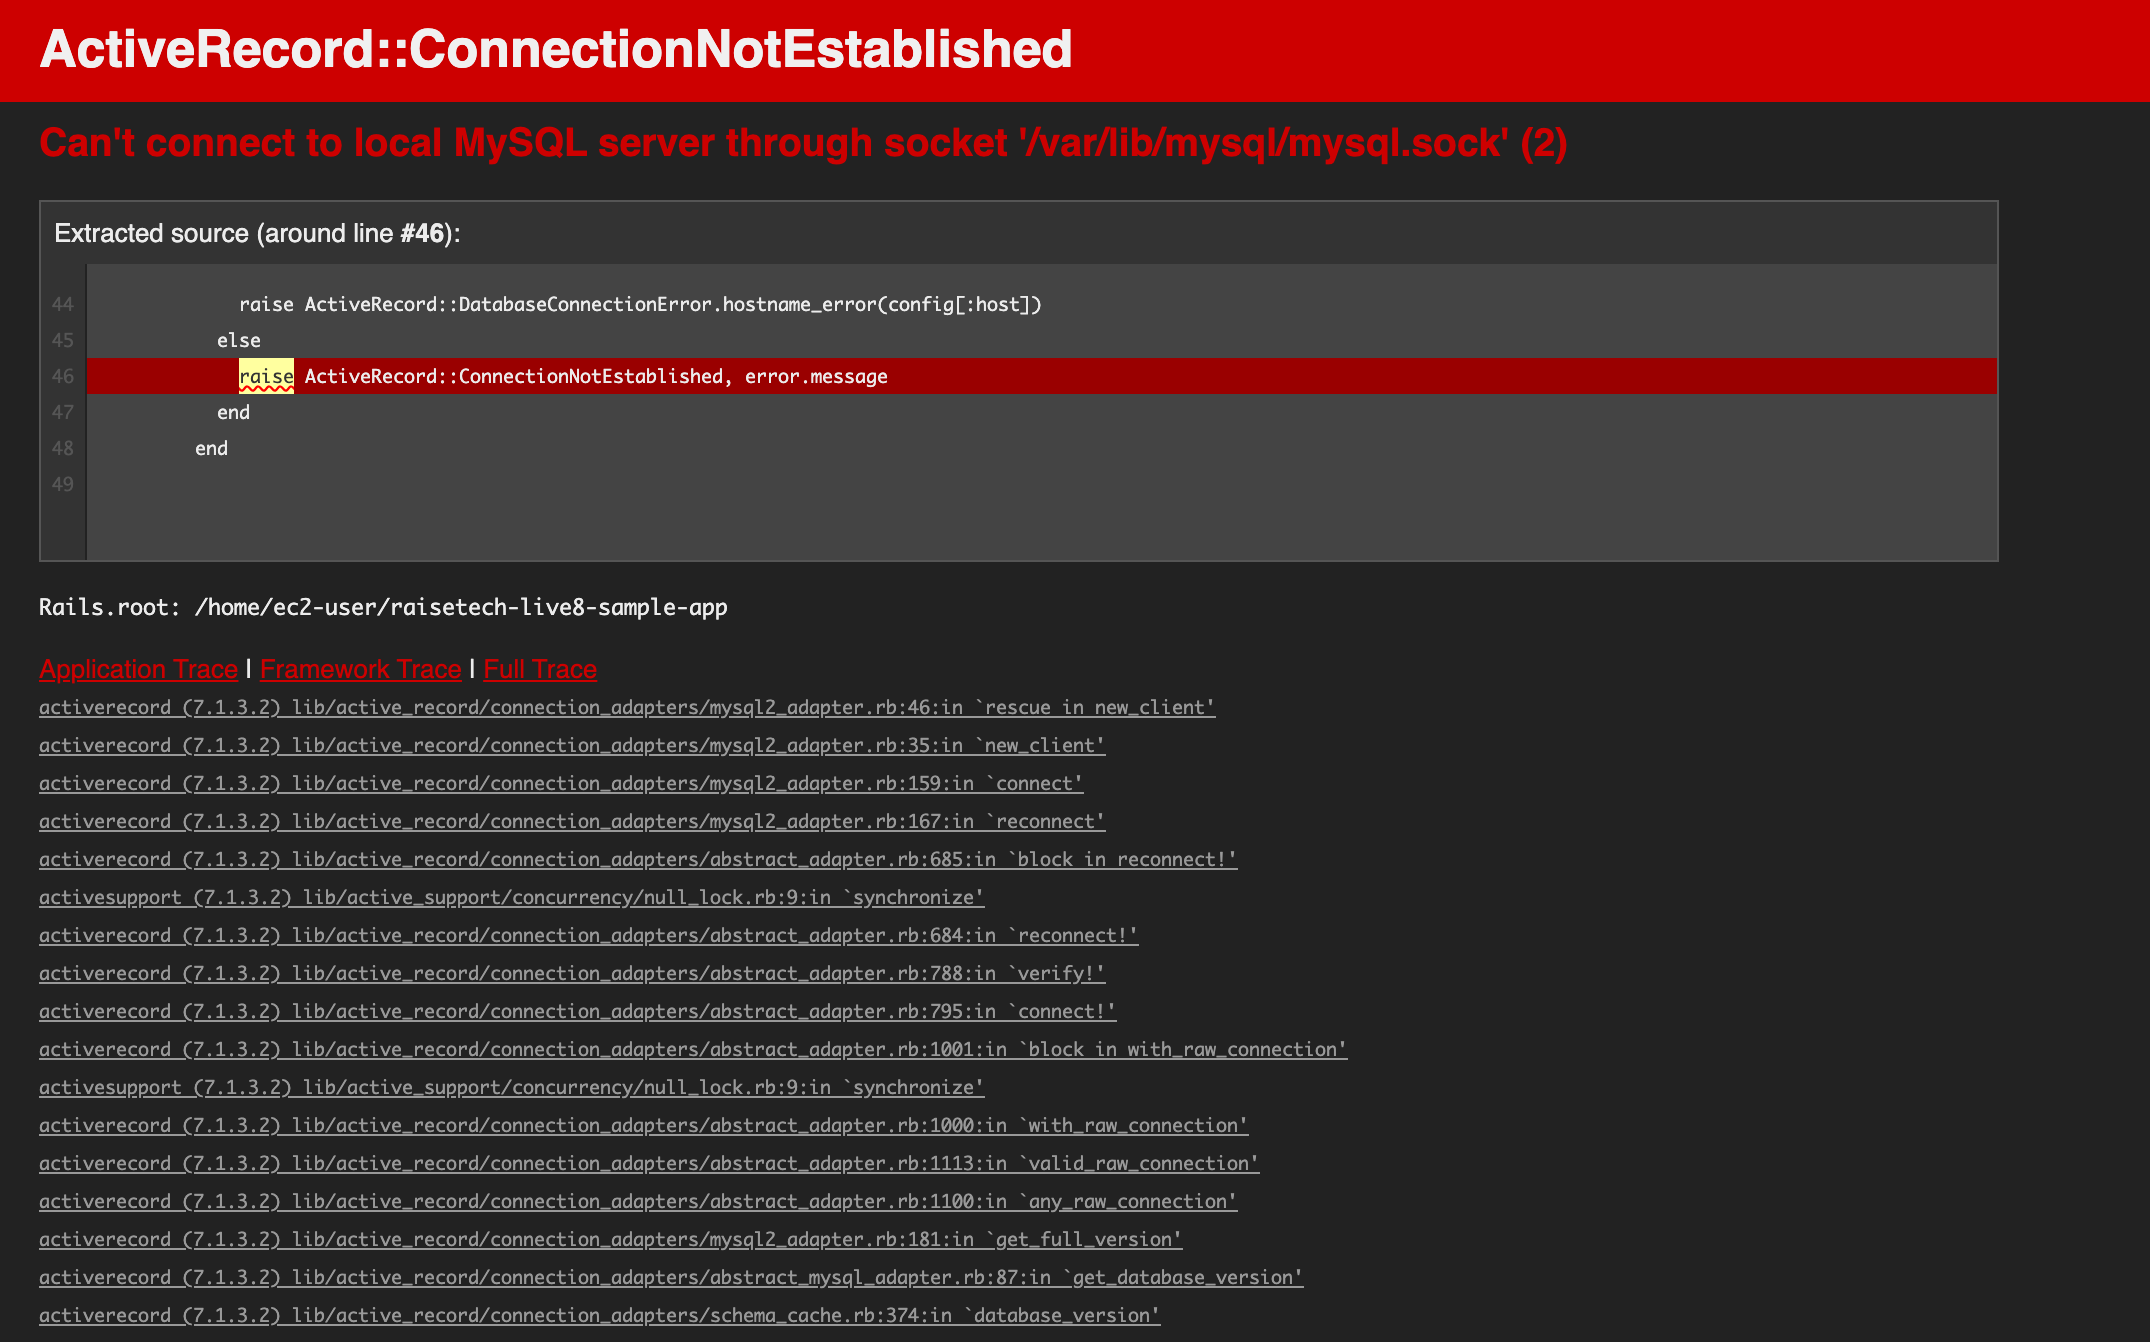 ActiveRecord::ConnectionNotEstablished
Can't connect to local MySQL server through socket '/var/lib/mysql/mysql.sock' (2)
Extracted source (around line #46):
44 raise ActiveRecord::DatabaseConnectionError.hostname_error(config[:host])
45 else
46 raise ActiveRecord::ConnectionNotEstablished, error.message
47 end
48 end
49
Rails.root: /home/ec2-user/raisetech-live8-sample-app
Application Trace | Framework Trace | Full Trace
activerecord (7.1.3.2) lib/active_record/connection_adapters/mysql2_adapter.rb:46:in `rescue in new_client'
activerecord (7.1.3.2) lib/active_record/connection_adapters/mysql2_adapter.rb:35:in `new_client'
activerecord (7.1.3.2) lib/active_record/connection_adapters/mysql2_adapter.rb:159:in `connect'
activerecord (7.1.3.2) lib/active_record/connection_adapters/mysql2_adapter.rb:167:in `reconnect'
activerecord (7.1.3.2) lib/active_record/connection_adapters/abstract_adapter.rb:685:in `block in reconnect!'
activesupport (7.1.3.2) lib/active_support/concurrency/null_lock.rb:9:in `synchronize'
activerecord (7.1.3.2) lib/active_record/connection_adapters/abstract_adapter.rb:684:in `reconnect!'
activerecord (7.1.3.2) lib/active_record/connection_adapters/abstract_adapter.rb:788:in `verify!'
activerecord (7.1.3.2) lib/active_record/connection_adapters/abstract_adapter.rb:795:in `connect!'
activerecord (7.1.3.2) lib/active_record/connection_adapters/abstract_adapter.rb:1001:in `block in with_raw_connection'
activesupport (7.1.3.2) lib/active_support/concurrency/null_lock.rb:9:in `synchronize'
activerecord (7.1.3.2) lib/active_record/connection_adapters/abstract_adapter.rb:1000:in `with_raw_connection'
activerecord (7.1.3.2) lib/active_record/connection_adapters/abstract_adapter.rb:1113:in `valid_raw_connection'
activerecord (7.1.3.2) lib/active_record/connection_adapters/abstract_adapter.rb:1100:in `any_raw_connection'
activerecord (7.1.3.2) lib/active_record/connection_adapters/mysql2_adapter.rb:181:in `get_full_version'
activerecord (7.1.3.2) lib/active_record/connection_adapters/abstract_mysql_adapter.rb:87:in `get_database_version'
activerecord (7.1.3.2) lib/active_record/connection_adapters/schema_cache.rb:374:in `database_version'